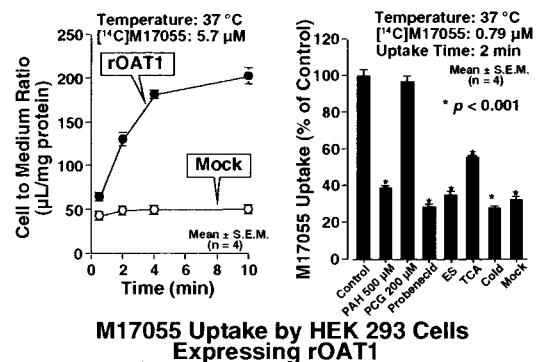 Temperature: 37 °C
[¹⁴C]M17055: 5.7 µM
Cell to Medium Ratio
(µL/mg protein)
250
200
150
100
50
0
rOAT1
Mock
Mean ± S.E.M.
(n = 4)
0 2 4 6 8 10
Time (min)
Temperature: 37 °C
[¹⁴C]M17055: 0.79 µM
Uptake Time: 2 min
Mean ± S.E.M.
(n = 4)
* p < 0.001
M17055 Uptake (% of Control)
120
100
80
60
40
20
0
* * * * * *
Control
PAH 500 µM
PCG 200 µM
Probenecid
ES
TCA
Cold
Mock
M17055 Uptake by HEK 293 Cells
Expressing rOAT1